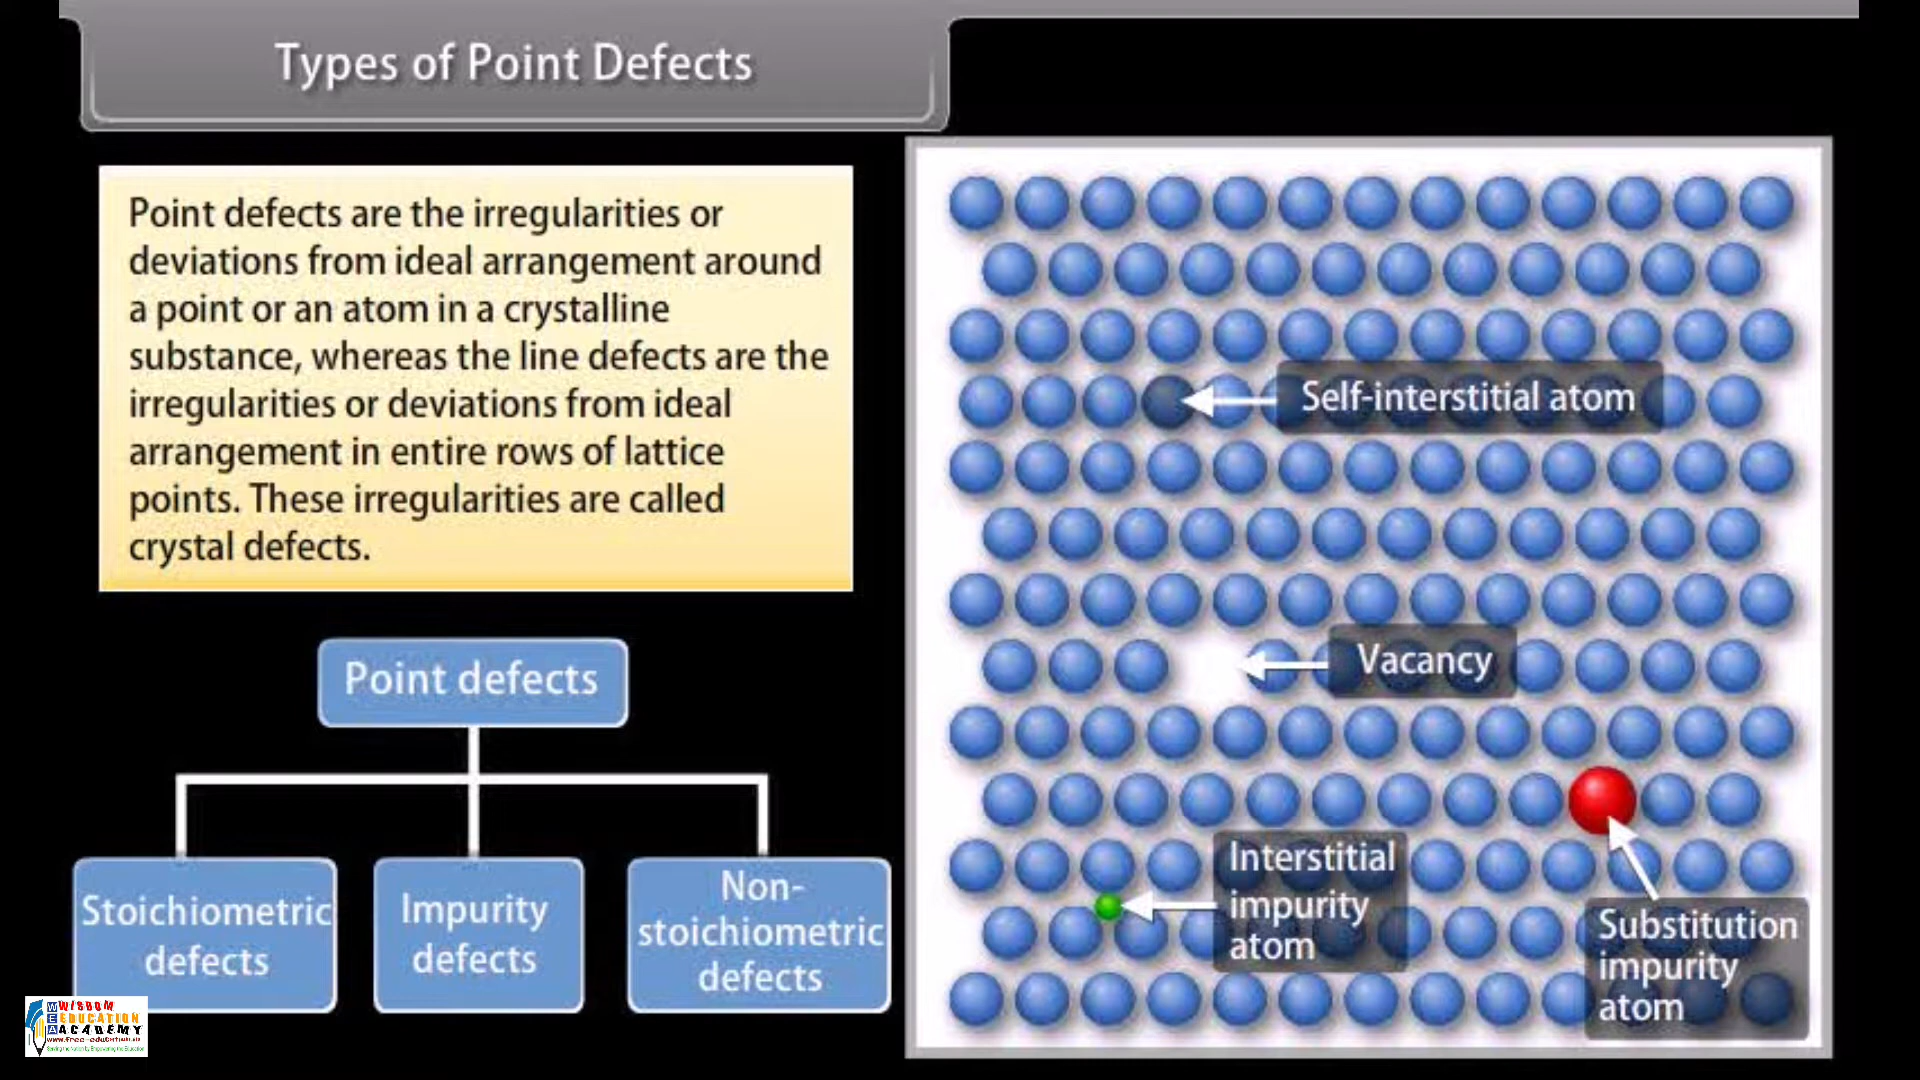 Types of Point Defects
Point defects are the irregularities or
deviations from ideal arrangement around
a point or an atom in a crystalline
substance, whereas the line defects are the
irregularities or deviations from ideal
arrangement in entire rows of lattice
points. These irregularities are called
crystal defects.
Point defects
Stoichiometric
defects
Impurity
defects
Non-
stoichiometric
defects
Self-interstitial atom
Vacancy
Interstitial
impurity
atom
Substitution
impurity
atom
WEA
WISDOM
EDUCATION
ACADEMY